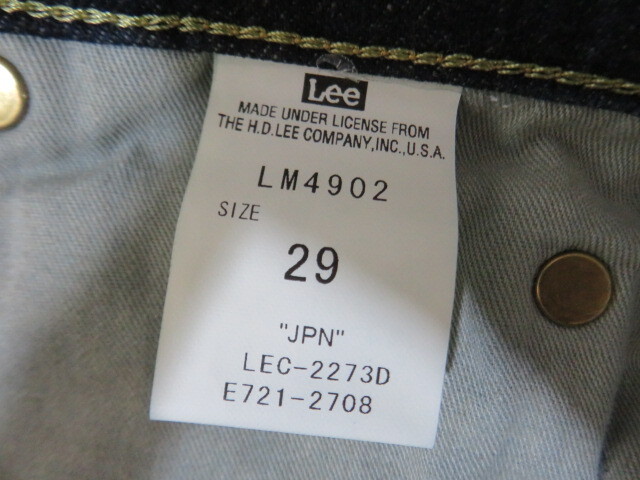 Lee
MADE UNDER LICENSE FROM
THE H.D.LEE COMPANY,INC.,U.S.A.
LM4902
SIZE
29
"JPN"
LEC-2273D
E721-2708